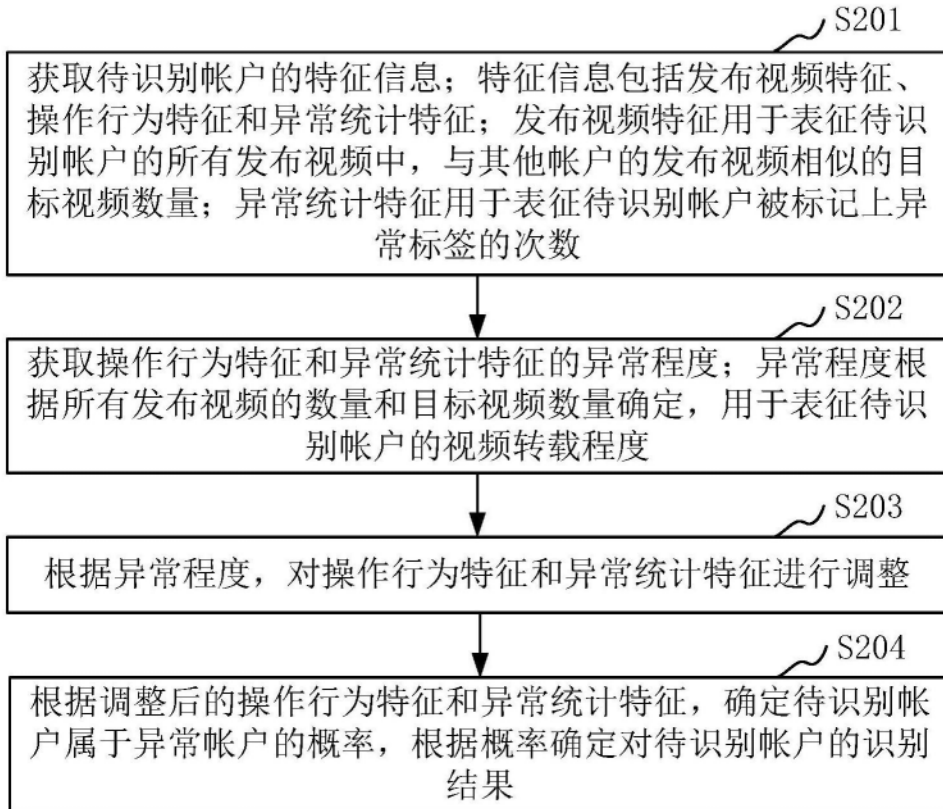 S201
获取待识别帐户的特征信息；特征信息包括发布视频特征、
操作行为特征和异常统计特征；发布视频特征用于表征待识
别帐户的所有发布视频中，与其他帐户的发布视频相似的目
标视频数量；异常统计特征用于表征待识别帐户被标记上异
常标签的次数
S202
获取操作行为特征和异常统计特征的异常程度；异常程度根
据所有发布视频的数量和目标视频数量确定，用于表征待识
别帐户的视频转载程度
S203
根据异常程度，对操作行为特征和异常统计特征进行调整
S204
根据调整后的操作行为特征和异常统计特征，确定待识别帐
户属于异常帐户的概率，根据概率确定对待识别帐户的识别
结果